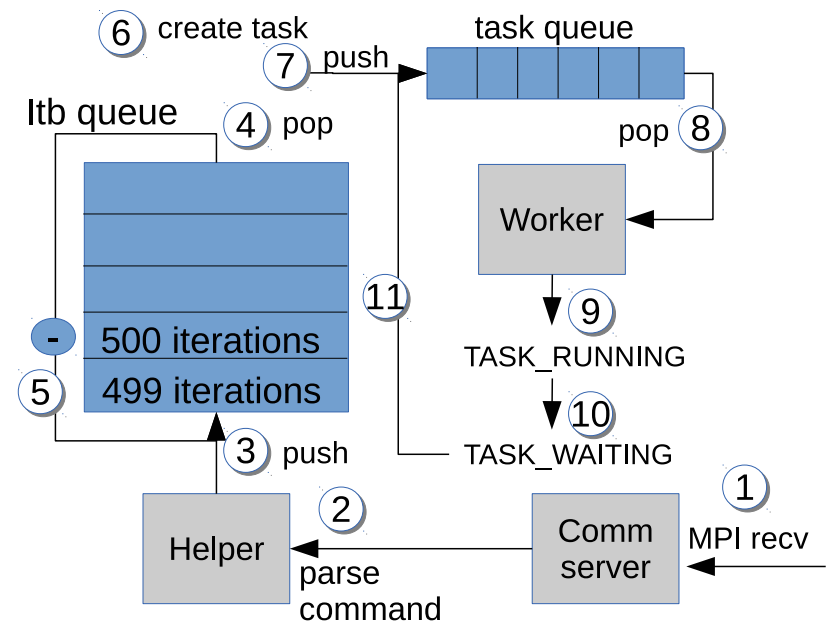 6 create task
7 push
task queue
Itb queue
4 pop
pop 8
Worker
11
9
-
500 iterations
TASK_RUNNING
5
499 iterations
10
3 push
TASK_WAITING
1
2
Helper
Comm
server
MPI recv
parse
command